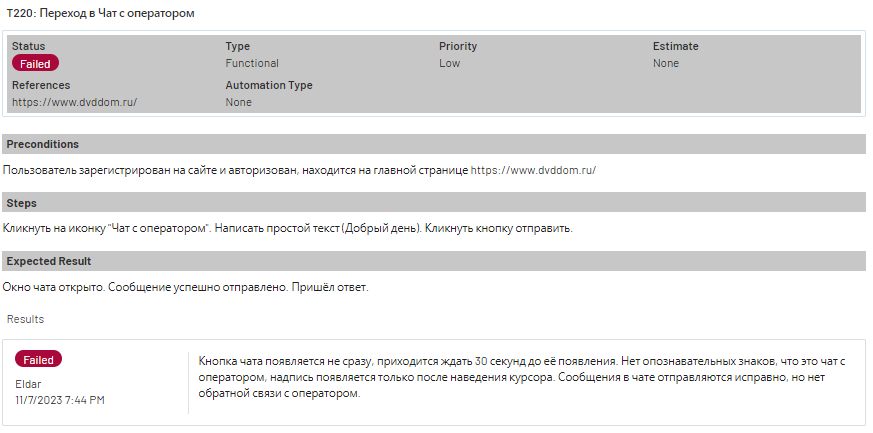 T220: Переход в Чат с оператором
Status Type Priority Estimate
Failed Functional Low None
References Automation Type
https://www.dvddom.ru/ None
Preconditions
Пользователь зарегистрирован на сайте и авторизован, находится на главной странице https://www.dvddom.ru/
Steps
Кликнуть на иконку "Чат с оператором". Написать простой текст (Добрый день). Кликнуть кнопку отправить.
Expected Result
Окно чата открыто. Сообщение успешно отправлено. Пришёл ответ.
Results
Failed
Eldar
11/7/2023 7:44 PM
Кнопка чата появляется не сразу, приходится ждать 30 секунд до её появления. Нет опознавательных знаков, что это чат с
оператором, надпись появляется только после наведения курсора. Сообщения в чате отправляются исправно, но нет
обратной связи с оператором.